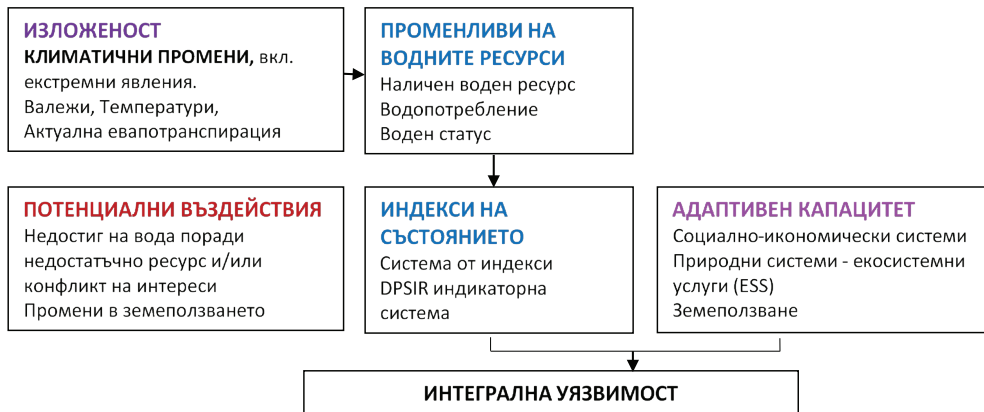 ИЗЛОЖЕНОСТ
КЛИМАТИЧНИ ПРОМЕНИ, вкл.
екстремни явления.
Валежи, Температури,
Актуална евапотранспирация
ПРОМЕНЛИВИ НА
ВОДНИТЕ РЕСУРСИ
Наличен воден ресурс
Водопотребление
Воден статус
ПОТЕНЦИАЛНИ ВЪЗДЕЙСТВИЯ
Недостиг на вода поради
недостатъчно ресурс и/или
конфликт на интереси
Промени в земеползването
ИНДЕКСИ НА
СЪСТОЯНИЕТО
Система от индекси
DPSIR индикаторна
система
АДАПТИВЕН КАПАЦИТЕТ
Социално-икономически системи
Природни системи - екосистемни
услуги (ESS)
Земеползване
ИНТЕГРАЛНА УЯЗВИМОСТ